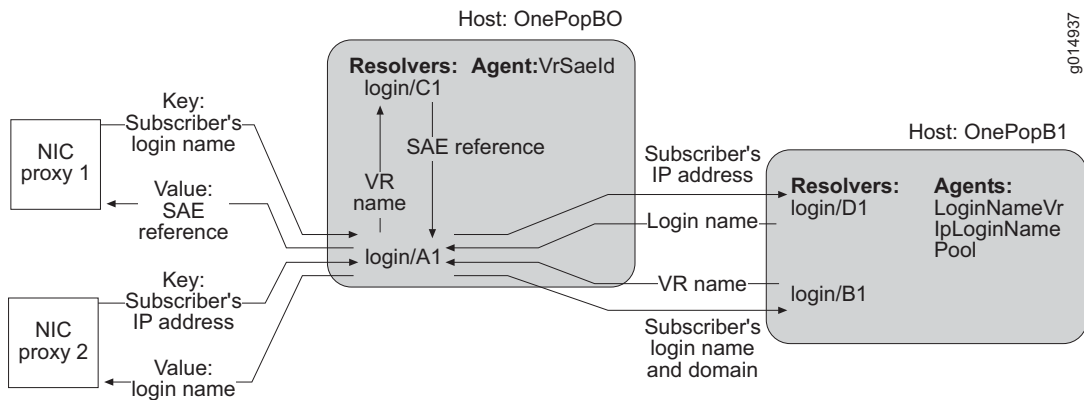 Host: OnePopBO
g014937
Resolvers: Agent:VrSaeId
login/C1
Key:
Subscriber's
login name
NIC
proxy 1
SAE reference
Host: OnePopB1
Subscriber's
IP address
Value:
SAE
reference
VR
name
Resolvers: Agents:
login/D1 LoginNameVr
IpLoginName
Pool
Login name
login/A1
Key:
Subscriber's
IP address
VR name
login/B1
NIC
proxy 2
Subscriber's
login name
and domain
Value:
login name